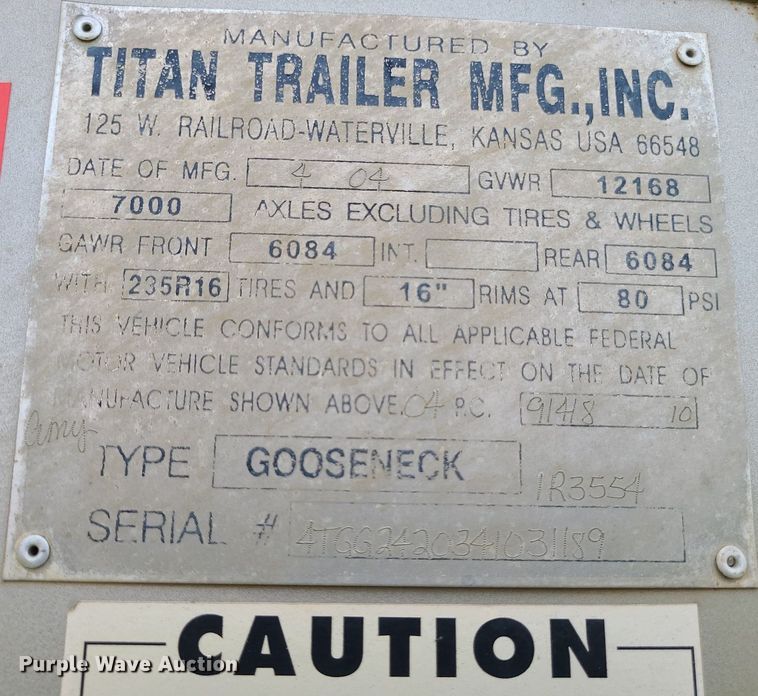 MANUFACTURED BY
TITAN TRAILER MFG., INC.
125 W. RAILROAD-WATERVILLE, KANSAS USA 66548
DATE OF MFG. 4 04 GVWR 12168
7000 AXLES EXCLUDING TIRES & WHEELS
GAWR FRONT 6084 INT. REAR 6084
WITH 235R16 TIRES AND 16" RIMS AT 80 PSI
THIS VEHICLE CONFORMS TO ALL APPLICABLE FEDERAL
MOTOR VEHICLE STANDARDS IN EFFECT ON THE DATE OF
MANUFACTURE SHOWN ABOVE. 04 P.C. 91418 10
amy
TYPE GOOSENECK
1R3554
SERIAL # 4TGG2420341031189
CAUTION
Purple Wave Auction